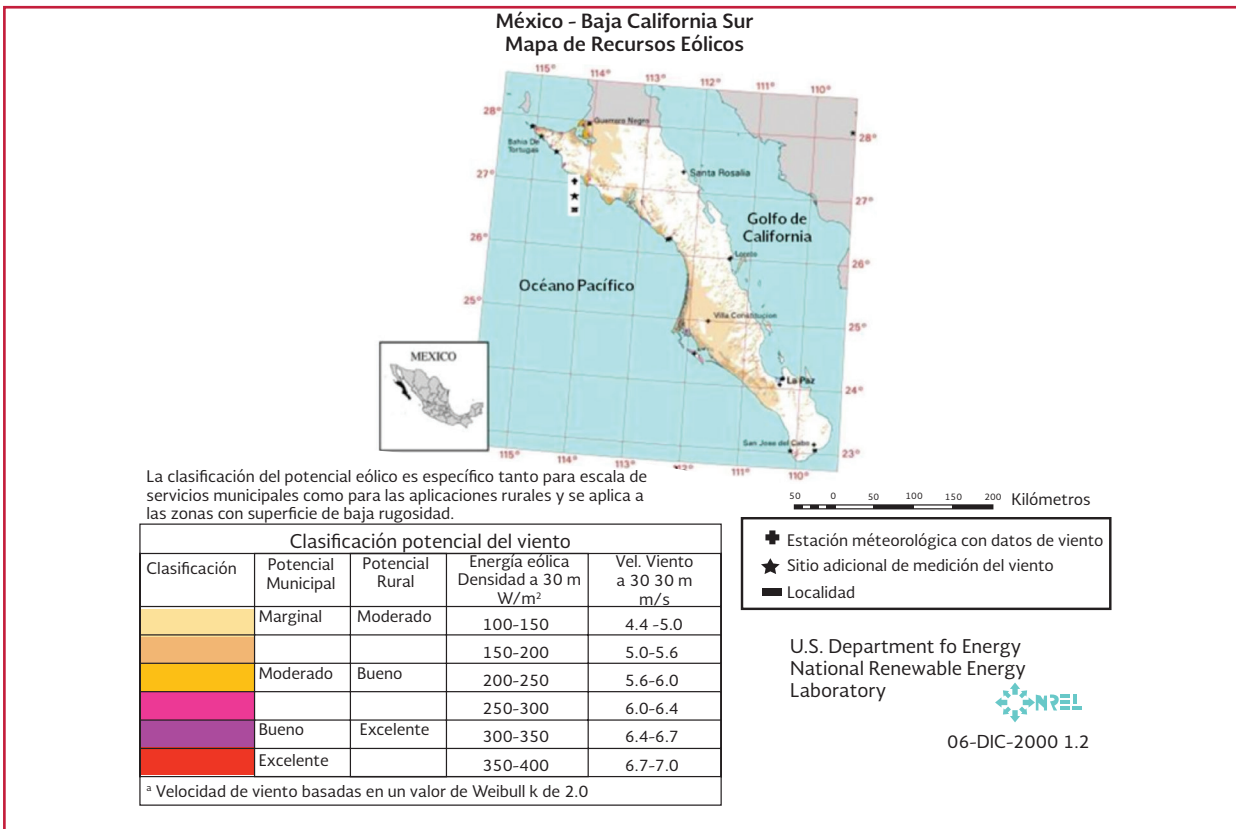 México - Baja California Sur
Mapa de Recursos Eólicos
115°
114°
113°
112°
111°
110°
28°
Guerrero Negro
28°
Bahia De
Tortugas
27°
Santa Rosalia
27°
Golfo de
California
26°
Loreto
26°
Océano Pacífico
25°
Villa Constitucion
25°
MEXICO
La Paz
24°
San Jose del Cabo
23°
115°
114°
113°
112°
111°
110°
La clasificación del potencial eólico es específico tanto para escala de
servicios municipales como para las aplicaciones rurales y se aplica a
las zonas con superficie de baja rugosidad.
50 0 50 100 150 200 Kilómetros
Clasificación potencial del viento
Clasificación Potencial Municipal Potencial Rural Energía eólica Densidad a 30 m W/m² Vel. Viento a 30 30 m m/s
Marginal Moderado 100-150 4.4 -5.0
150-200 5.0-5.6
Moderado Bueno 200-250 5.6-6.0
250-300 6.0-6.4
Bueno Excelente 300-350 6.4-6.7
Excelente 350-400 6.7-7.0
ª Velocidad de viento basadas en un valor de Weibull k de 2.0
Estación méteorológica con datos de viento
Sitio adicional de medición del viento
Localidad
U.S. Department fo Energy
National Renewable Energy
Laboratory
NREL
06-DIC-2000 1.2